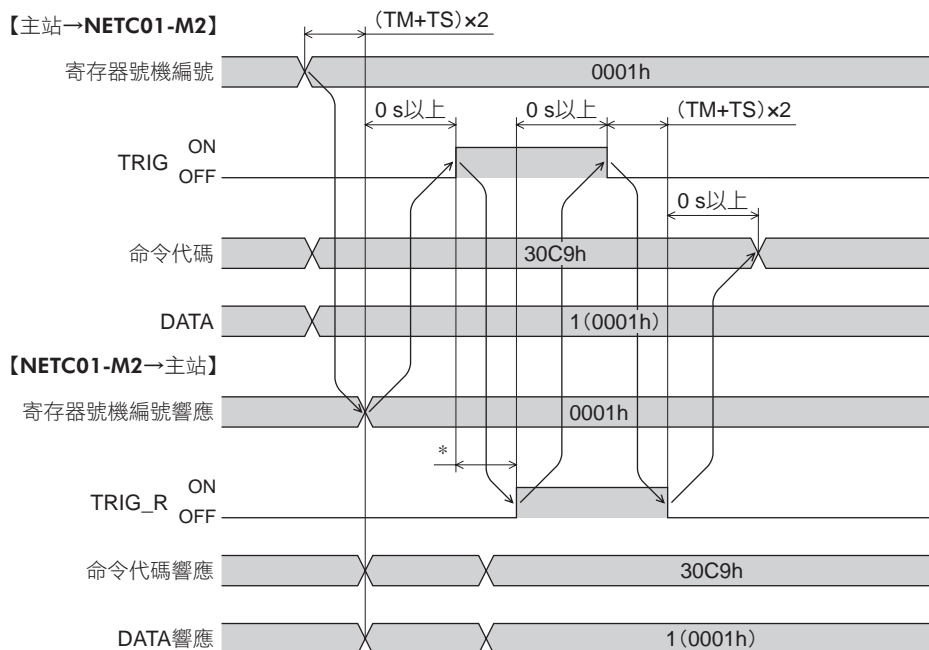 【主站→NETC01-M2】
(TM+TS)×2
寄存器號機編號
0001h
0 s以上
0 s以上
(TM+TS)×2
TRIG
ON
OFF
0 s以上
命令代碼
30C9h
DATA
1(0001h)
【NETC01-M2→主站】
寄存器號機編號響應
0001h
*
TRIG_R
ON
OFF
命令代碼響應
30C9h
DATA響應
1(0001h)